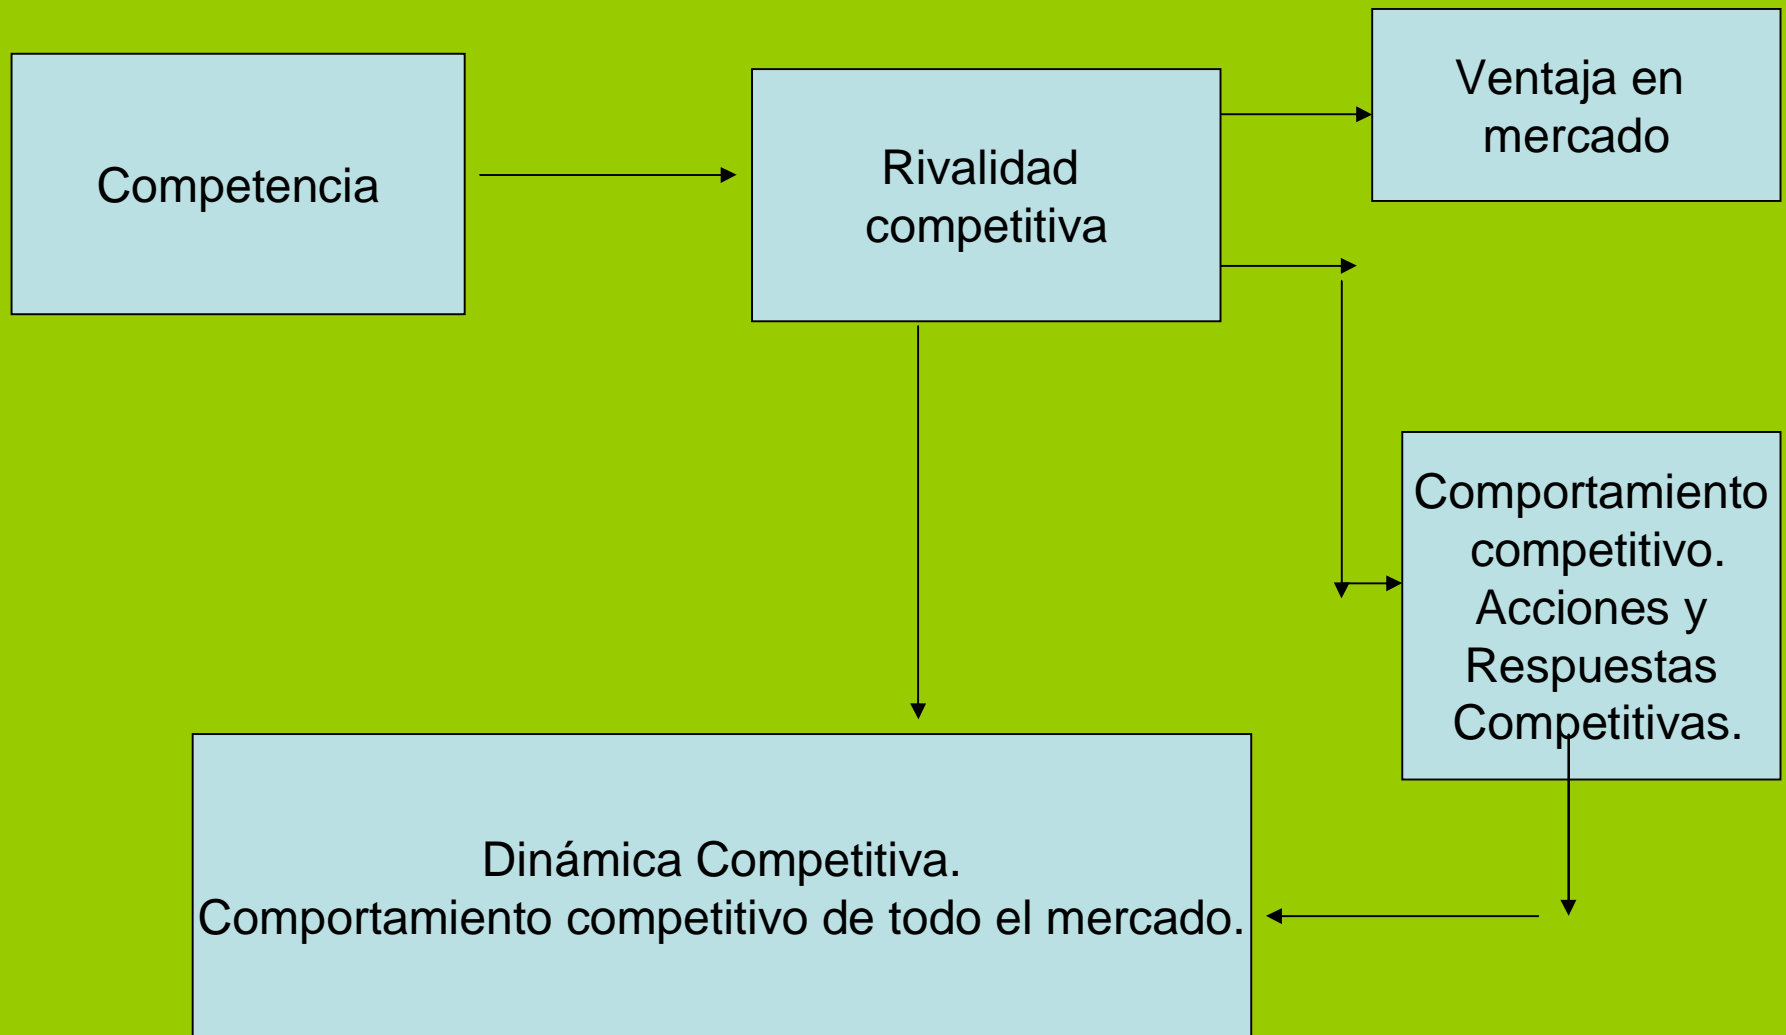 Competencia
Rivalidad
competitiva
Ventaja en
mercado
Comportamiento
competitivo.
Acciones y
Respuestas
Competitivas.
Dinámica Competitiva.
Comportamiento competitivo de todo el mercado.